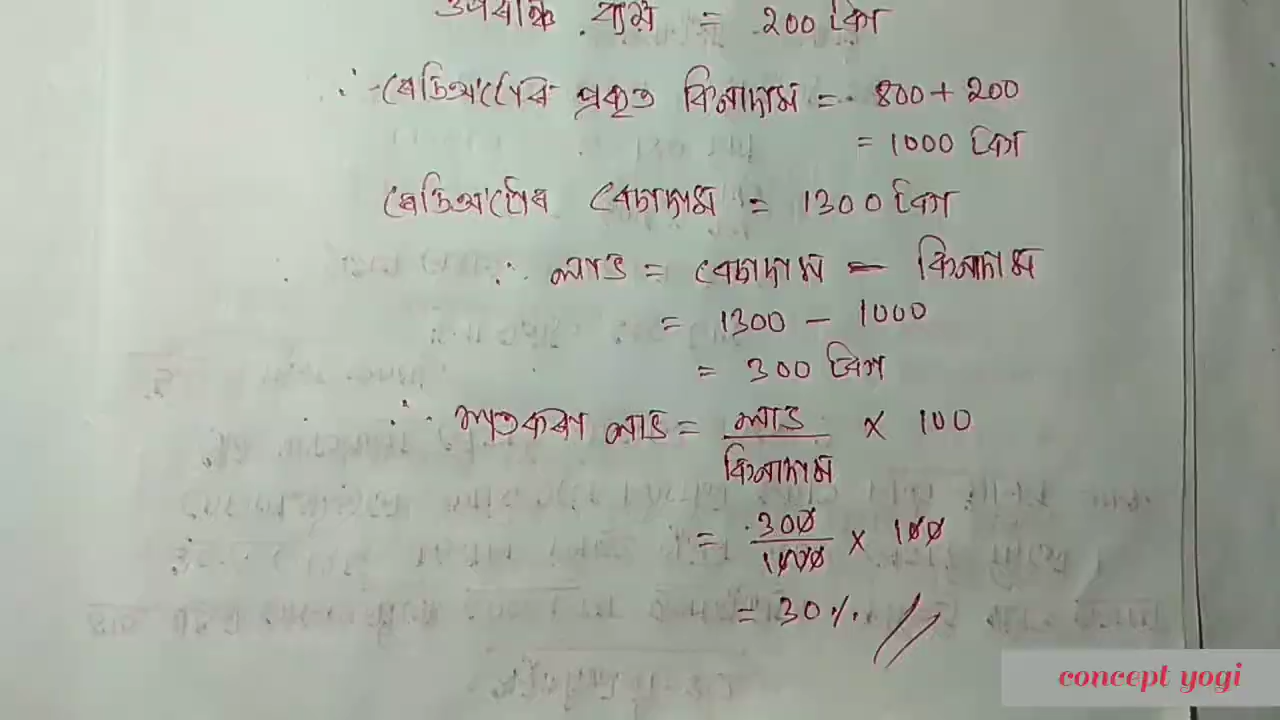 উপৰঞ্চি ব্যয় = 200 টকা
∴ ৰেডিঅ'টোৰ প্ৰকৃত কিনাদাম = 800 + 200
= 1000 টকা
ৰেডিঅ'টোৰ বেচাদাম = 1300 টকা
∴ লাভ = বেচাদাম − কিনাদাম
= 1300 − 1000
= 300 টকা
∴ শতকৰা লাভ = লাভ / কিনাদাম × 100
= 300 / 1000 × 100
= 30 %
concept yogi